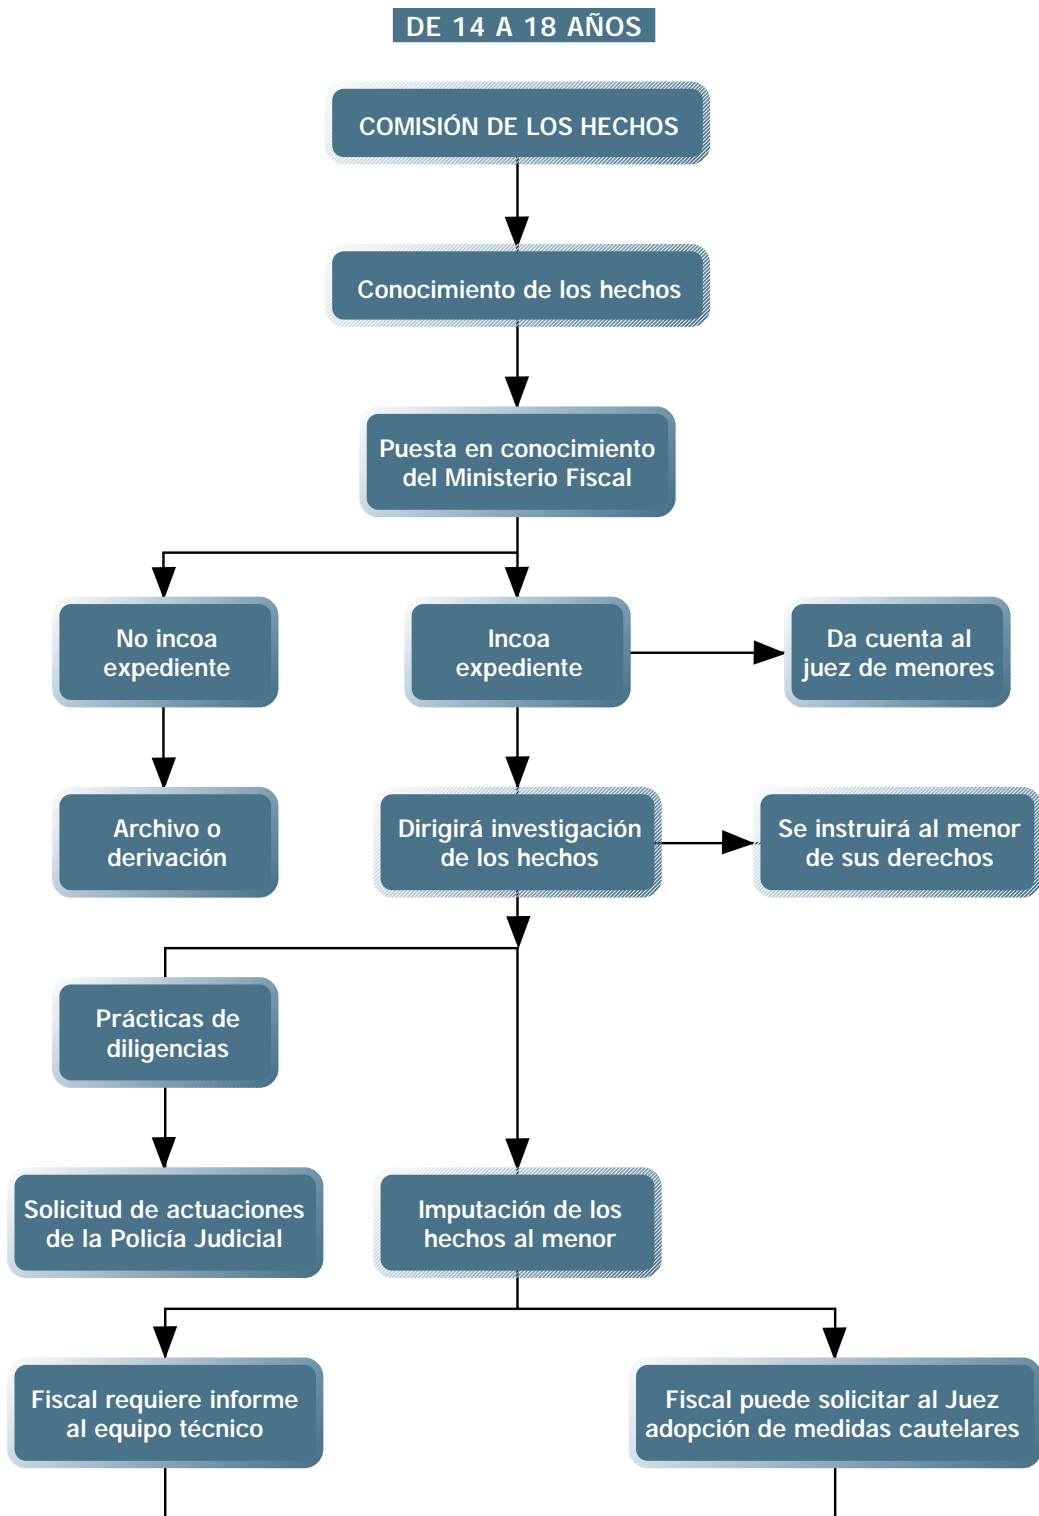 DE 14 A 18 AÑOS
COMISIÓN DE LOS HECHOS
Conocimiento de los hechos
Puesta en conocimiento
del Ministerio Fiscal
No incoa
expediente
Incoa
expediente
Da cuenta al
juez de menores
Archivo o
derivación
Dirigirá investigación
de los hechos
Se instruirá al menor
de sus derechos
Prácticas de
diligencias
Solicitud de actuaciones
de la Policía Judicial
Imputación de los
hechos al menor
Fiscal requiere informe
al equipo técnico
Fiscal puede solicitar al Juez
adopción de medidas cautelares